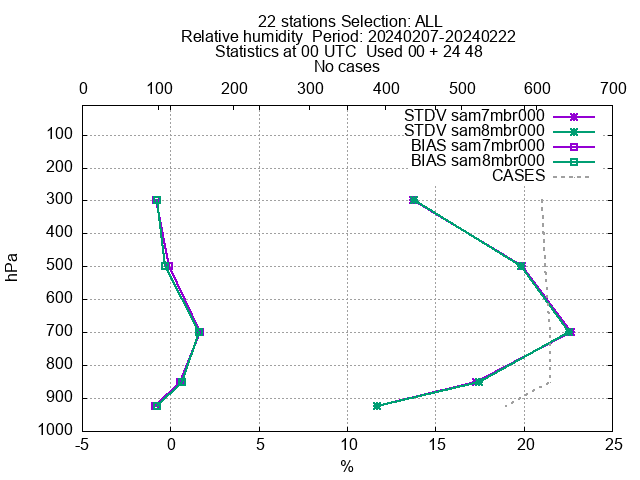 22 stations Selection: ALL
Relative humidity  Period: 20240207-20240222
Statistics at 00 UTC  Used 00 + 24 48
No cases
0 100 200 300 400 500 600 700
STDV sam7mbr000
STDV sam8mbr000
BIAS sam7mbr000
BIAS sam8mbr000
CASES
100
200
300
400
500
600
700
800
900
1000
hPa
-5 0 5 10 15 20 25
%